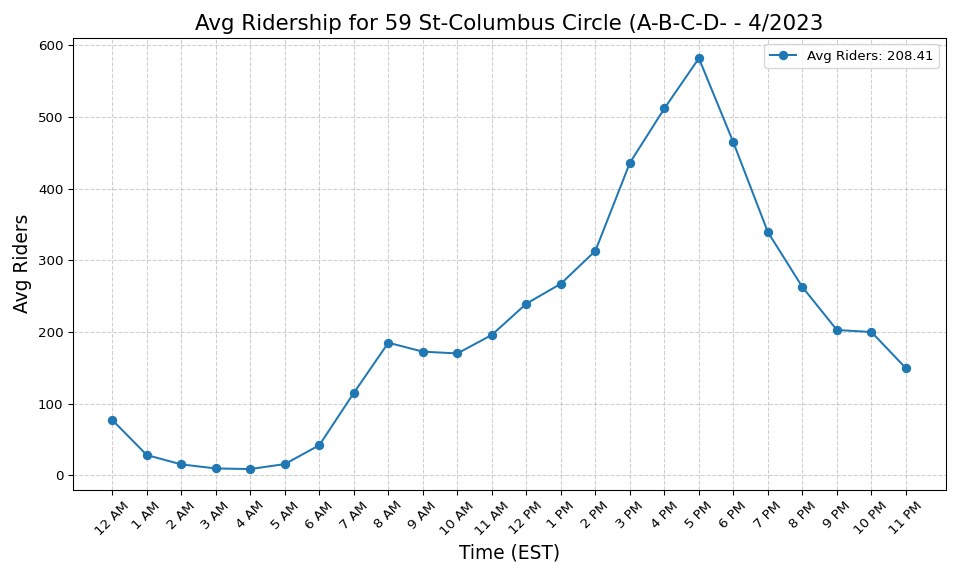 Avg Ridership for 59 St-Columbus Circle (A-B-C-D- - 4/2023
Avg Riders: 208.41
Avg Riders
600
500
400
300
200
100
0
12 AM 1 AM 2 AM 3 AM 4 AM 5 AM 6 AM 7 AM 8 AM 9 AM 10 AM 11 AM 12 PM 1 PM 2 PM 3 PM 4 PM 5 PM 6 PM 7 PM 8 PM 9 PM 10 PM 11 PM
Time (EST)